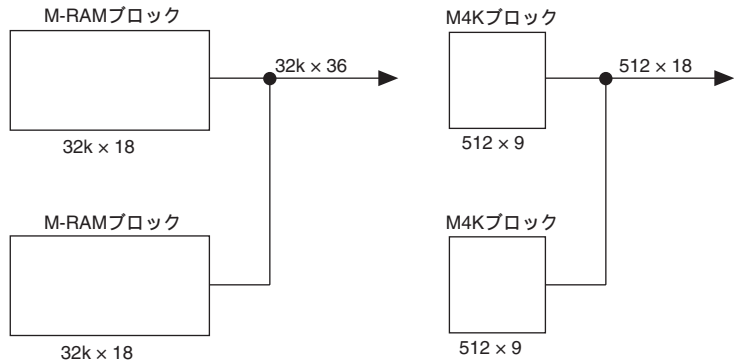 M-RAMブロック
32k × 36
32k × 18
M-RAMブロック
32k × 18
M4Kブロック
512 × 18
512 × 9
M4Kブロック
512 × 9